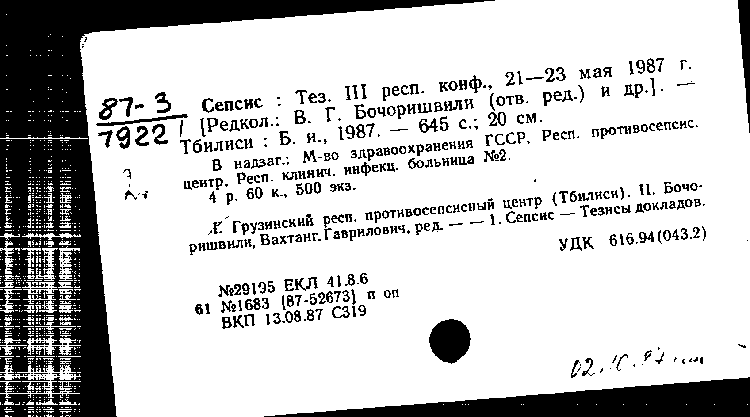 87-3
7922
Сепсис : Тез. III респ. конф., 21—23 мая 1987 г.
/ [Редкол.: В. Г. Бочоришвили (отв. ред.) и др.]. —
Тбилиси : Б. и., 1987. — 645 с.; 20 см.
В надзаг.: М-во здравоохранения ГССР, Респ. противосепсис.
центр, Респ. клинич. инфекц. больница №2.
4 р. 60 к., 500 экз.
Грузинский респ. противосепсисный центр (Тбилиси). II. Бочо-
ришвили, Вахтанг Гаврилович, ред. — — 1. Сепсис — Тезисы докладов.
УДК 616.94(043.2)
№29195 ЕКЛ 41.8.6
61 №1683 [87-52673] п оп
ВКП 13.08.87 С319
02.10.87